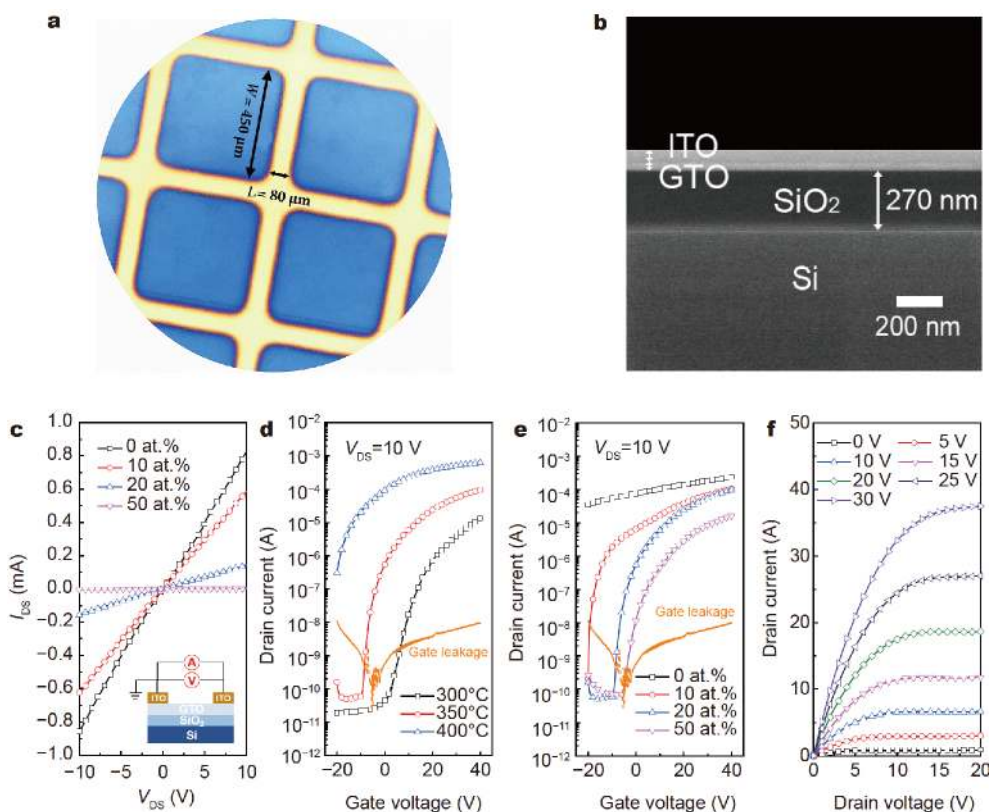 a
W = 450 μm
L = 80 μm
b
ITO
GTO
SiO₂
270 nm
Si
200 nm
c
1.0
0.8
0.6
0.4
0.2
0.0
−0.2
−0.4
−0.6
−0.8
−1.0
I_DS (mA)
0 at.%
10 at.%
20 at.%
50 at.%
A
V
ITO
ITO
GTO
SiO₂
Si
−10
−5
0
5
10
V_DS (V)
d
10⁻²
10⁻³
10⁻⁴
10⁻⁵
10⁻⁶
10⁻⁷
10⁻⁸
10⁻⁹
10⁻¹⁰
10⁻¹¹
10⁻¹²
Drain current (A)
V_DS=10 V
Gate leakage
300°C
350°C
400°C
−20
0
20
40
Gate voltage (V)
e
10⁻²
10⁻³
10⁻⁴
10⁻⁵
10⁻⁶
10⁻⁷
10⁻⁸
10⁻⁹
10⁻¹⁰
10⁻¹¹
10⁻¹²
Drain current (A)
V_DS=10 V
Gate leakage
0 at.%
10 at.%
20 at.%
50 at.%
−20
0
20
40
Gate voltage (V)
f
50
40
30
20
10
0
Drain current (A)
0 V
5 V
10 V
15 V
20 V
25 V
30 V
0
5
10
15
20
Drain voltage (V)